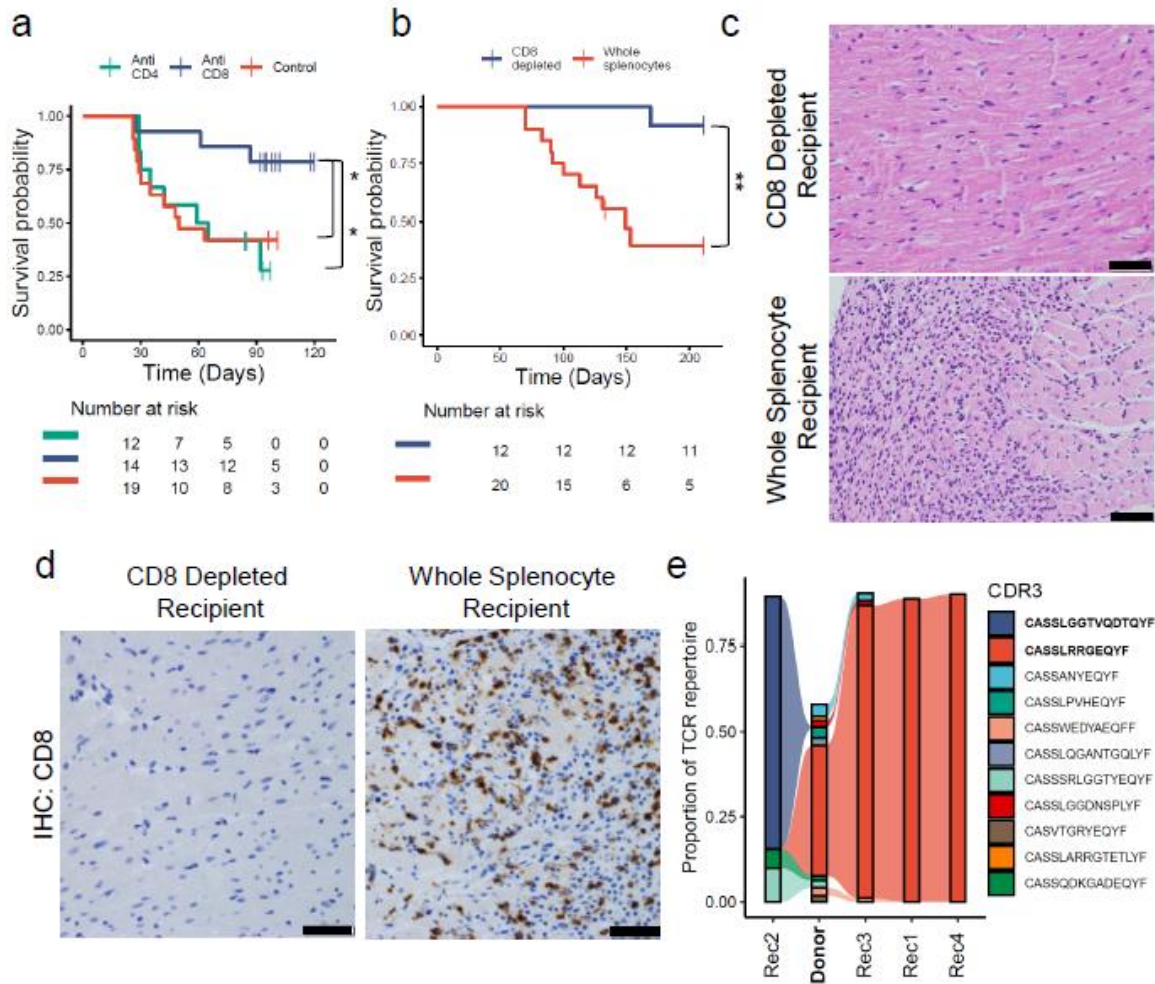 a
Anti CD4
Anti CD8
Control
Survival probability
1.00
0.75
0.50
0.25
0.00
*
*
0 30 60 90 120
Time (Days)
Number at risk
12 7 5 0 0
14 13 12 5 0
19 10 8 3 0
b
CD8 depleted
Whole splenocytes
Survival probability
1.00
0.75
0.50
0.25
0.00
**
0 50 100 150 200
Time (Days)
Number at risk
12 12 12 11
20 15 6 5
c
CD8 Depleted
Recipient
Whole Splenocyte
Recipient
d
CD8 Depleted
Recipient
Whole Splenocyte
Recipient
IHC: CD8
e
Proportion of TCR repertoire
0.75
0.50
0.25
0.00
Rec2
Donor
Rec3
Rec1
Rec4
CDR3
CASSLGGTVQDTQYF
CASSLRRGEQYF
CASSANYEQYF
CASSLPVHEQYF
CASSWEDYAEQFF
CASSLQGANTGQLYF
CASSSRLGGTYEQYF
CASSLGGDNSPLYF
CASVTGRYEQYF
CASSLARRGTETLYF
CASSQDKGADEQYF